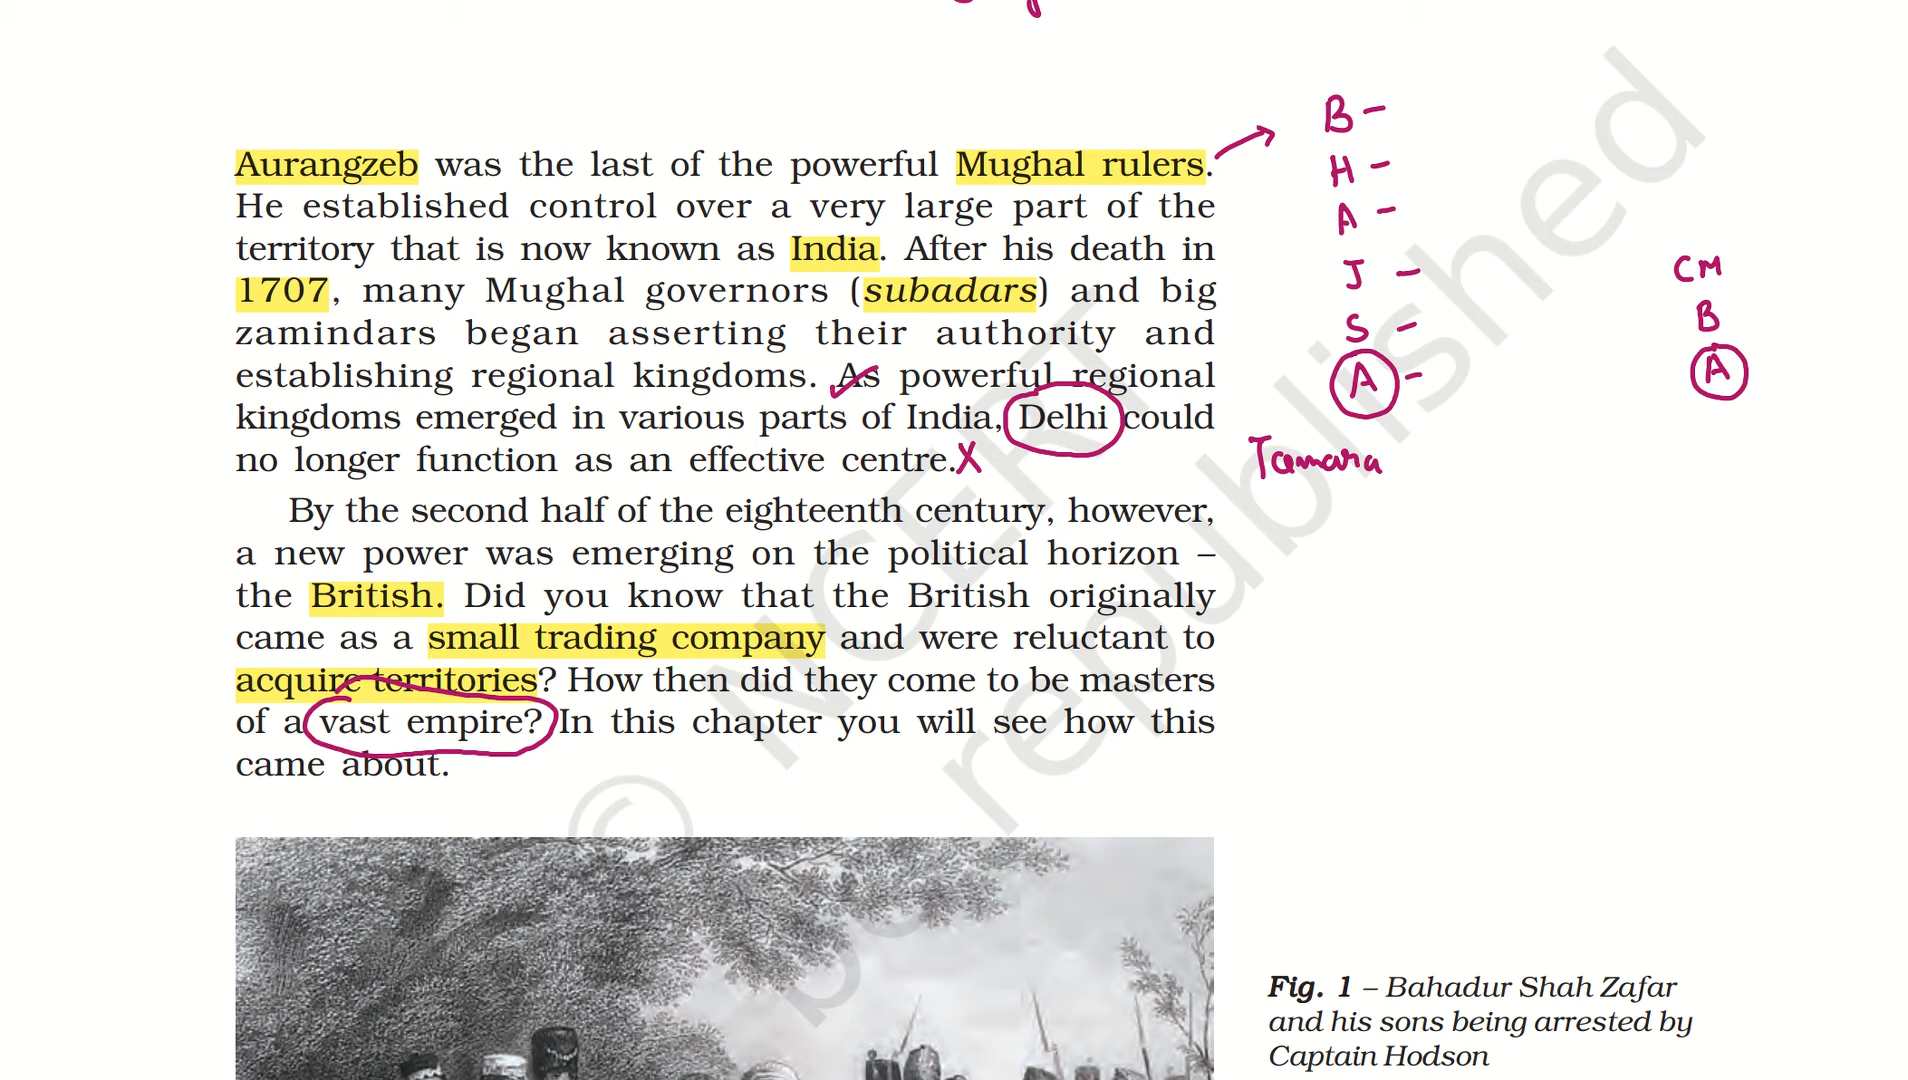 Aurangzeb was the last of the powerful Mughal rulers.
He established control over a very large part of the
territory that is now known as India. After his death in
1707, many Mughal governors (subadars) and big
zamindars began asserting their authority and
establishing regional kingdoms. As powerful regional
kingdoms emerged in various parts of India, Delhi could
no longer function as an effective centre. X
By the second half of the eighteenth century, however,
a new power was emerging on the political horizon –
the British. Did you know that the British originally
came as a small trading company and were reluctant to
acquire territories? How then did they come to be masters
of a vast empire? In this chapter you will see how this
came about.
B -
H -
A -
J -
S -
A -
CM
B
A
Fig. 1 – Bahadur Shah Zafar
and his sons being arrested by
Captain Hodson
© NCERT
republished